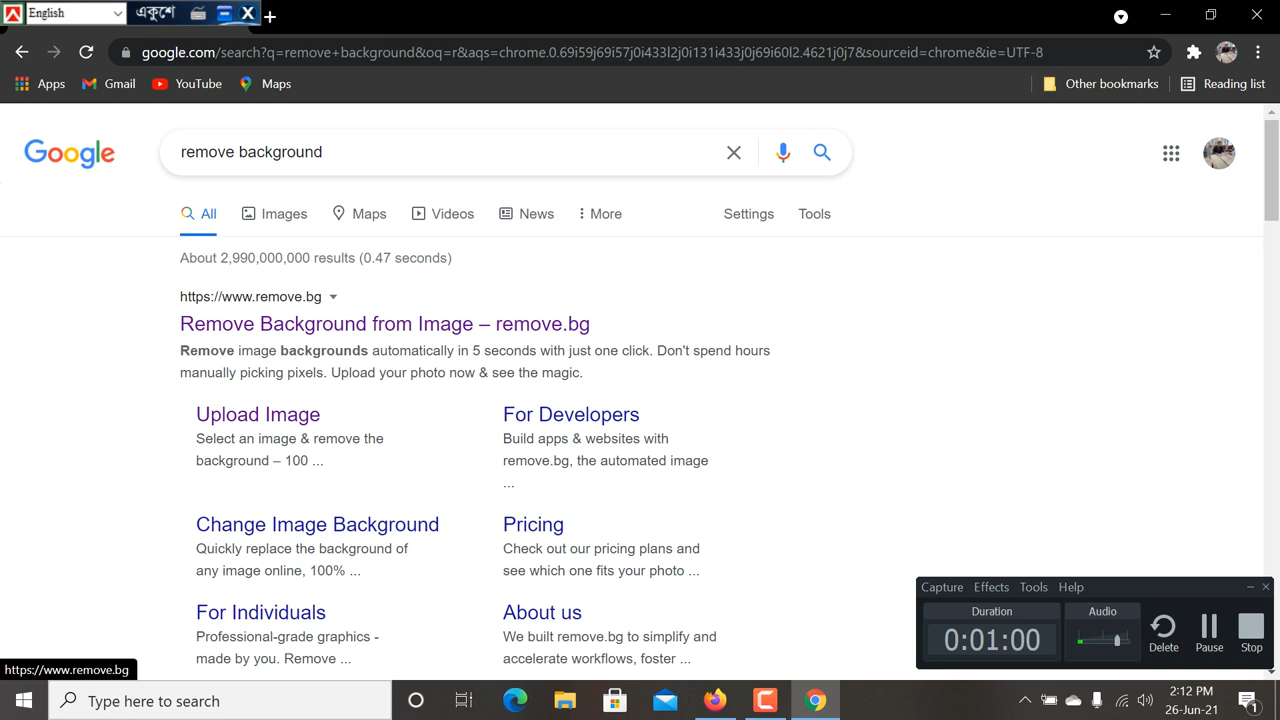 English
একুশে
google.com/search?q=remove+background&oq=r&aqs=chrome.0.69i59j69i57j0i433l2j0i131i433j0j69i60l2.4621j0j7&sourceid=chrome&ie=UTF-8
Apps Gmail YouTube Maps Other bookmarks Reading list
Google
remove background
All Images Maps Videos News More Settings Tools
About 2,990,000,000 results (0.47 seconds)
https://www.remove.bg
Remove Background from Image – remove.bg
Remove image backgrounds automatically in 5 seconds with just one click. Don't spend hours
manually picking pixels. Upload your photo now & see the magic.
Upload Image
Select an image & remove the
background – 100 ...
For Developers
Build apps & websites with
remove.bg, the automated image
...
Change Image Background
Quickly replace the background of
any image online, 100% ...
Pricing
Check out our pricing plans and
see which one fits your photo ...
For Individuals
Professional-grade graphics -
made by you. Remove ...
About us
We built remove.bg to simplify and
accelerate workflows, foster ...
Capture Effects Tools Help
Duration Audio
0:01:00
Delete Pause Stop
https://www.remove.bg
Type here to search
2:12 PM
26-Jun-21
1